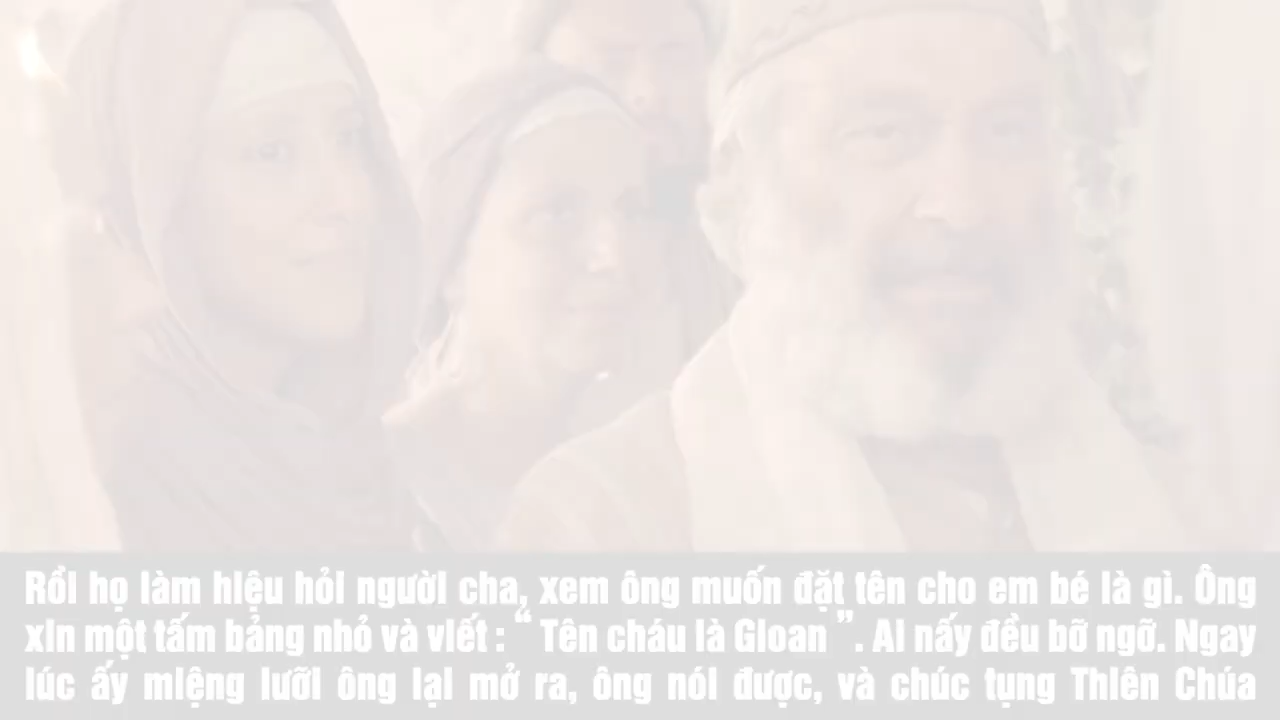 Rồi họ làm hiệu hỏi người cha, xem ông muốn đặt tên cho em bé là gì. Ông
xin một tấm bảng nhỏ và viết : “ Tên cháu là Gioan ”. Ai nấy đều bỡ ngỡ. Ngay
lúc ấy miệng lưỡi ông lại mở ra, ông nói được, và chúc tụng Thiên Chúa